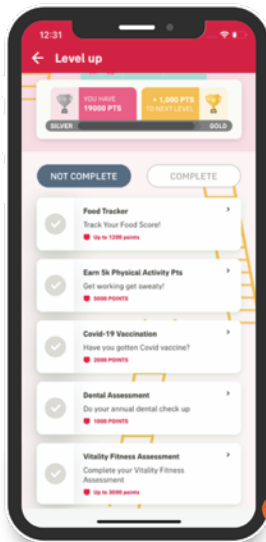 12:31
Level up
YOU HAVE
19000 PTS
+ 1,000 PTS
TO NEXT LEVEL
SILVER
GOLD
NOT COMPLETE
COMPLETE
Food Tracker
Track Your Food Score!
Up to 1200 points
Earn 5k Physical Activity Pts
Get working get sweaty!
5000 POINTS
Covid-19 Vaccination
Have you gotten Covid vaccine?
2000 POINTS
Dental Assessment
Do your annual dental check up
1000 POINTS
Vitality Fitness Assessment
Complete your Vitality Fitness
Assessment
Up to 3000 points